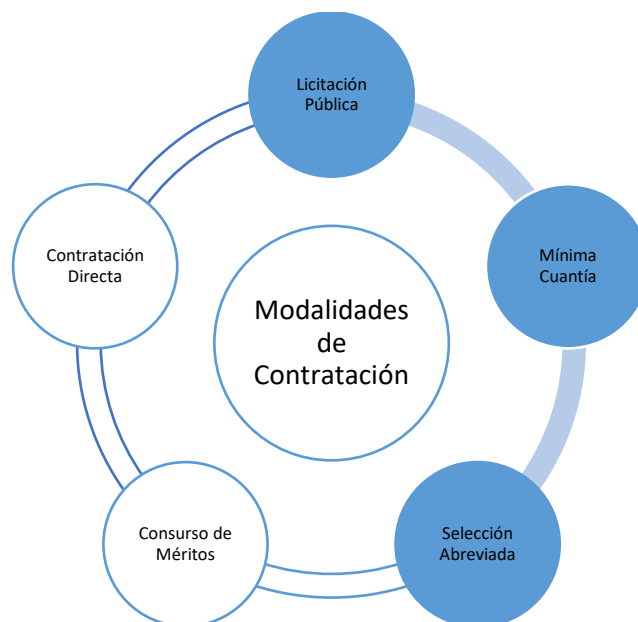 Licitación
Pública
Mínima
Cuantía
Selección
Abreviada
Consurso de
Méritos
Contratación
Directa
Modalidades
de
Contratación